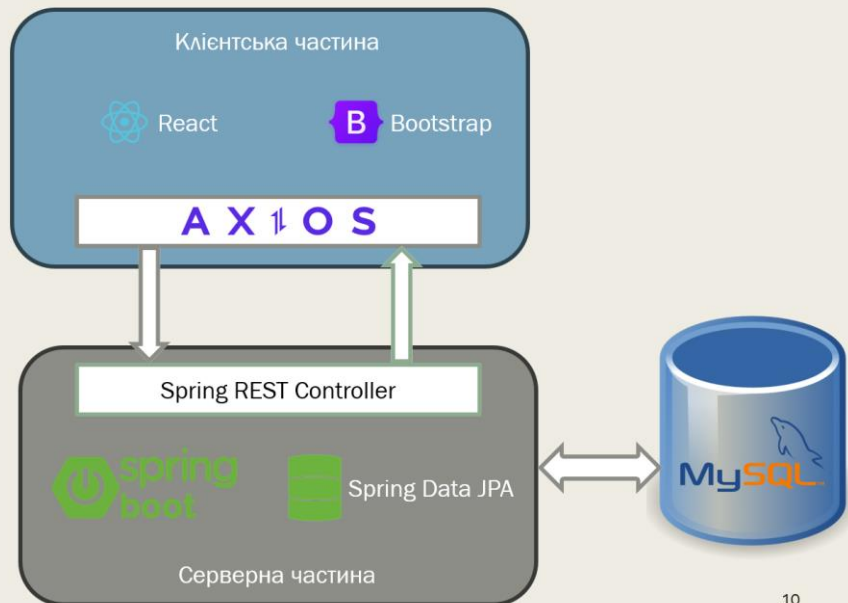 Клієнтська частина
React
B Bootstrap
AXIOS
Spring REST Controller
spring
boot
Spring Data JPA
MySQL
Серверна частина
10